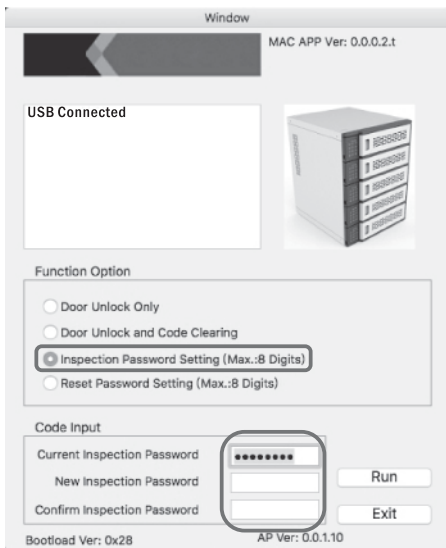 Window
MAC APP Ver: 0.0.0.2.t
USB Connected
Function Option
Door Unlock Only
Door Unlock and Code Clearing
Inspection Password Setting (Max.:8 Digits)
Reset Password Setting (Max.:8 Digits)
Code Input
Current Inspection Password ●●●●●●●●
New Inspection Password
Run
Confirm Inspection Password
Exit
Bootload Ver: 0x28
AP Ver: 0.0.1.10